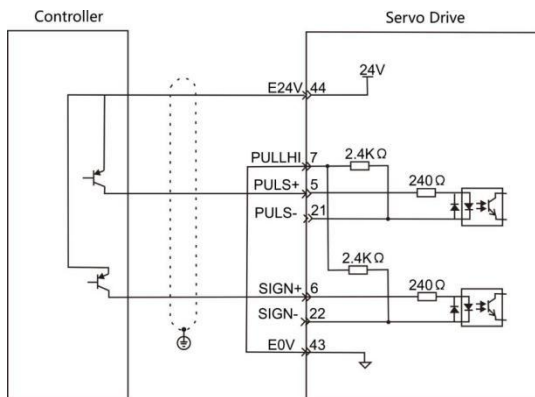 Controller
Servo Drive
24V
E24V 44
PULLHI 7
2.4KΩ
PULS+ 5
240Ω
PULS- 21
2.4KΩ
SIGN+ 6
240Ω
SIGN- 22
E0V 43